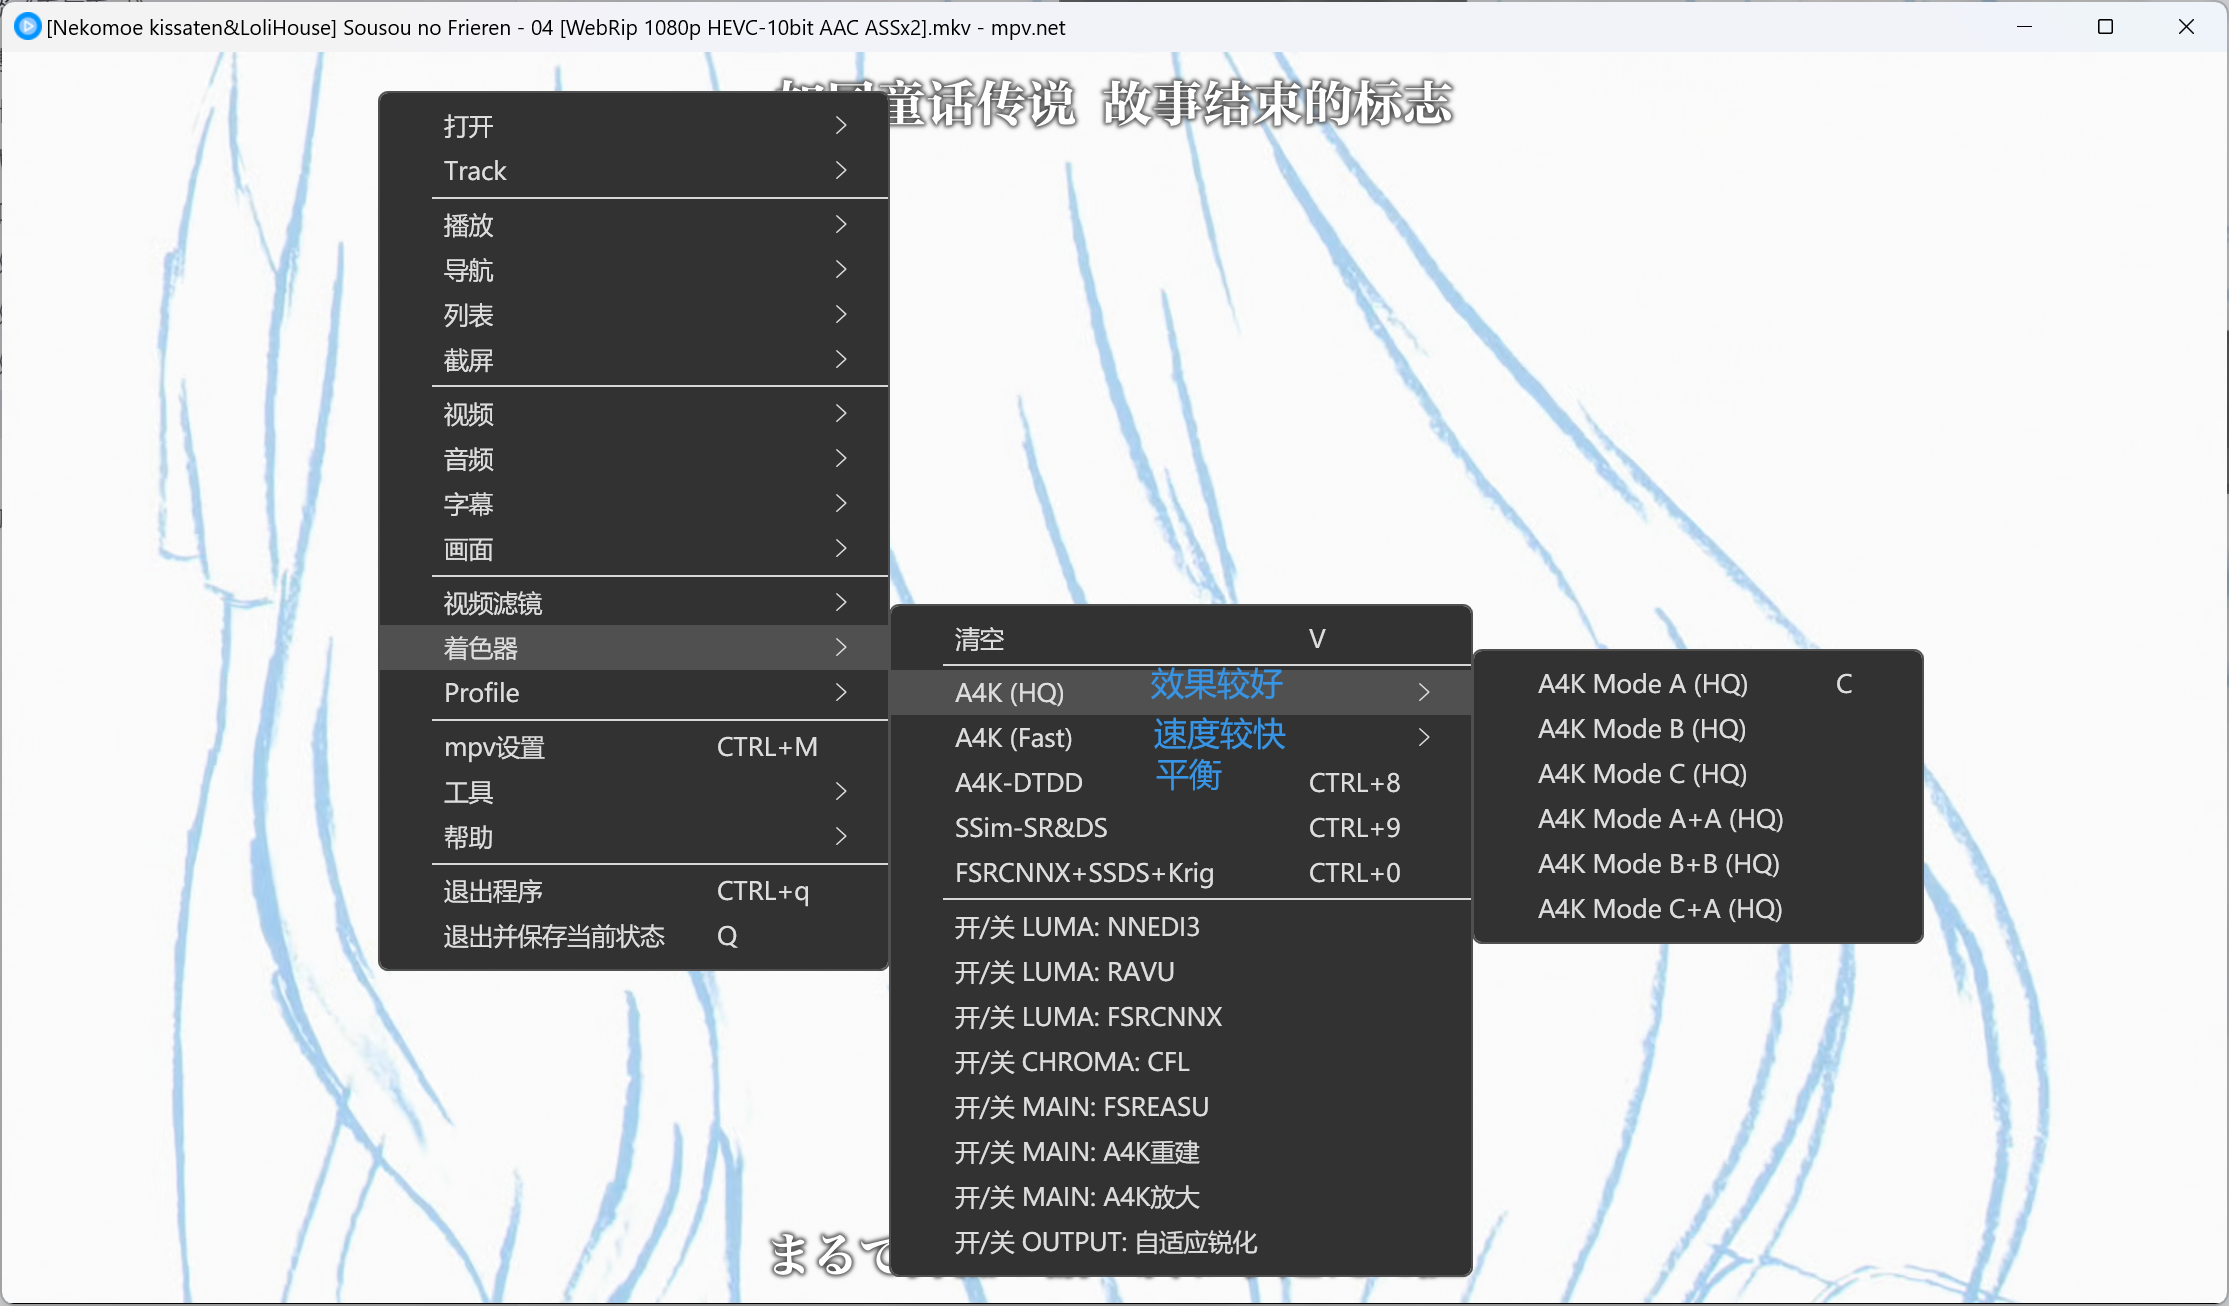 [Nekomoe kissaten&LoliHouse] Sousou no Frieren - 04 [WebRip 1080p HEVC-10bit AAC ASSx2].mkv - mpv.net
童话传说 故事结束的标志
打开
Track
播放
导航
列表
截屏
视频
音频
字幕
画面
视频滤镜
着色器
Profile
mpv设置 CTRL+M
工具
帮助
退出程序 CTRL+q
退出并保存当前状态 Q
清空 V
A4K (HQ) 效果较好
A4K (Fast) 速度较快
A4K-DTDD 平衡 CTRL+8
SSim-SR&DS CTRL+9
FSRCNNX+SSDS+Krig CTRL+0
开/关 LUMA: NNEDI3
开/关 LUMA: RAVU
开/关 LUMA: FSRCNNX
开/关 CHROMA: CFL
开/关 MAIN: FSREASU
开/关 MAIN: A4K重建
开/关 MAIN: A4K放大
开/关 OUTPUT: 自适应锐化
A4K Mode A (HQ) C
A4K Mode B (HQ)
A4K Mode C (HQ)
A4K Mode A+A (HQ)
A4K Mode B+B (HQ)
A4K Mode C+A (HQ)
まるで